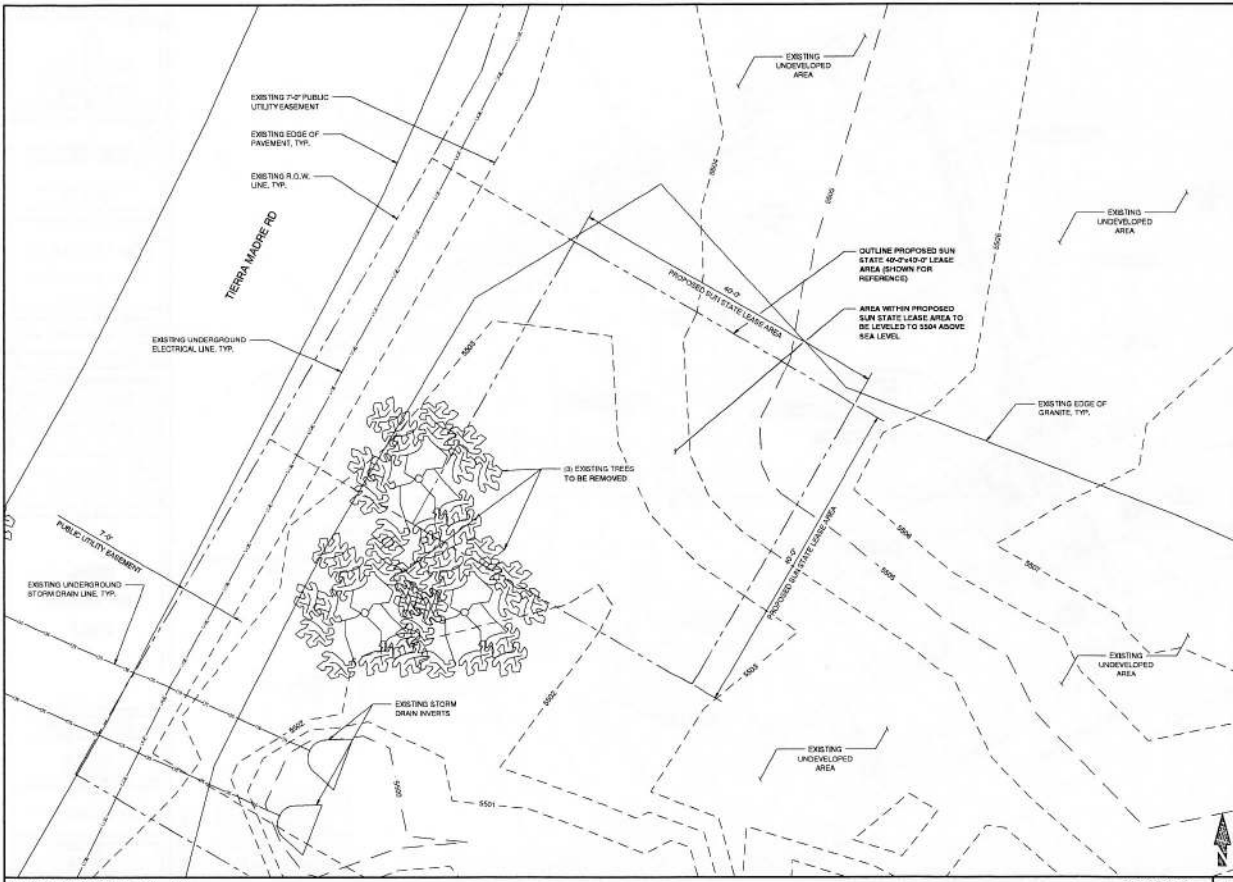 EXISTING
UNDEVELOPED
AREA
EXISTING 7'-0" PUBLIC
UTILITY EASEMENT
EXISTING EDGE OF
PAVEMENT, TYP.
EXISTING R.O.W.
LINE, TYP.
TIERRA MADRE RD
5504
5505
5506
EXISTING
UNDEVELOPED
AREA
OUTLINE PROPOSED SUN
STATE 40'-0"x40'-0" LEASE
AREA (SHOWN FOR
REFERENCE)
40'-0"
PROPOSED SUN STATE LEASE AREA
AREA WITHIN PROPOSED
SUN STATE LEASE AREA TO
BE LEVELED TO 5504 ABOVE
SEA LEVEL
EXISTING UNDERGROUND
ELECTRICAL LINE, TYP.
5503
EXISTING EDGE OF
GRANITE, TYP.
(3) EXISTING TREES
TO BE REMOVED
7'-0"
PUBLIC UTILITY EASEMENT
40'-0"
PROPOSED SUN STATE LEASE AREA
5506
5507
5505
EXISTING UNDERGROUND
STORM DRAIN LINE, TYP.
EXISTING
UNDEVELOPED
AREA
5503
5502
EXISTING STORM
DRAIN INVERTS
5502
EXISTING
UNDEVELOPED
AREA
5500
5501
N